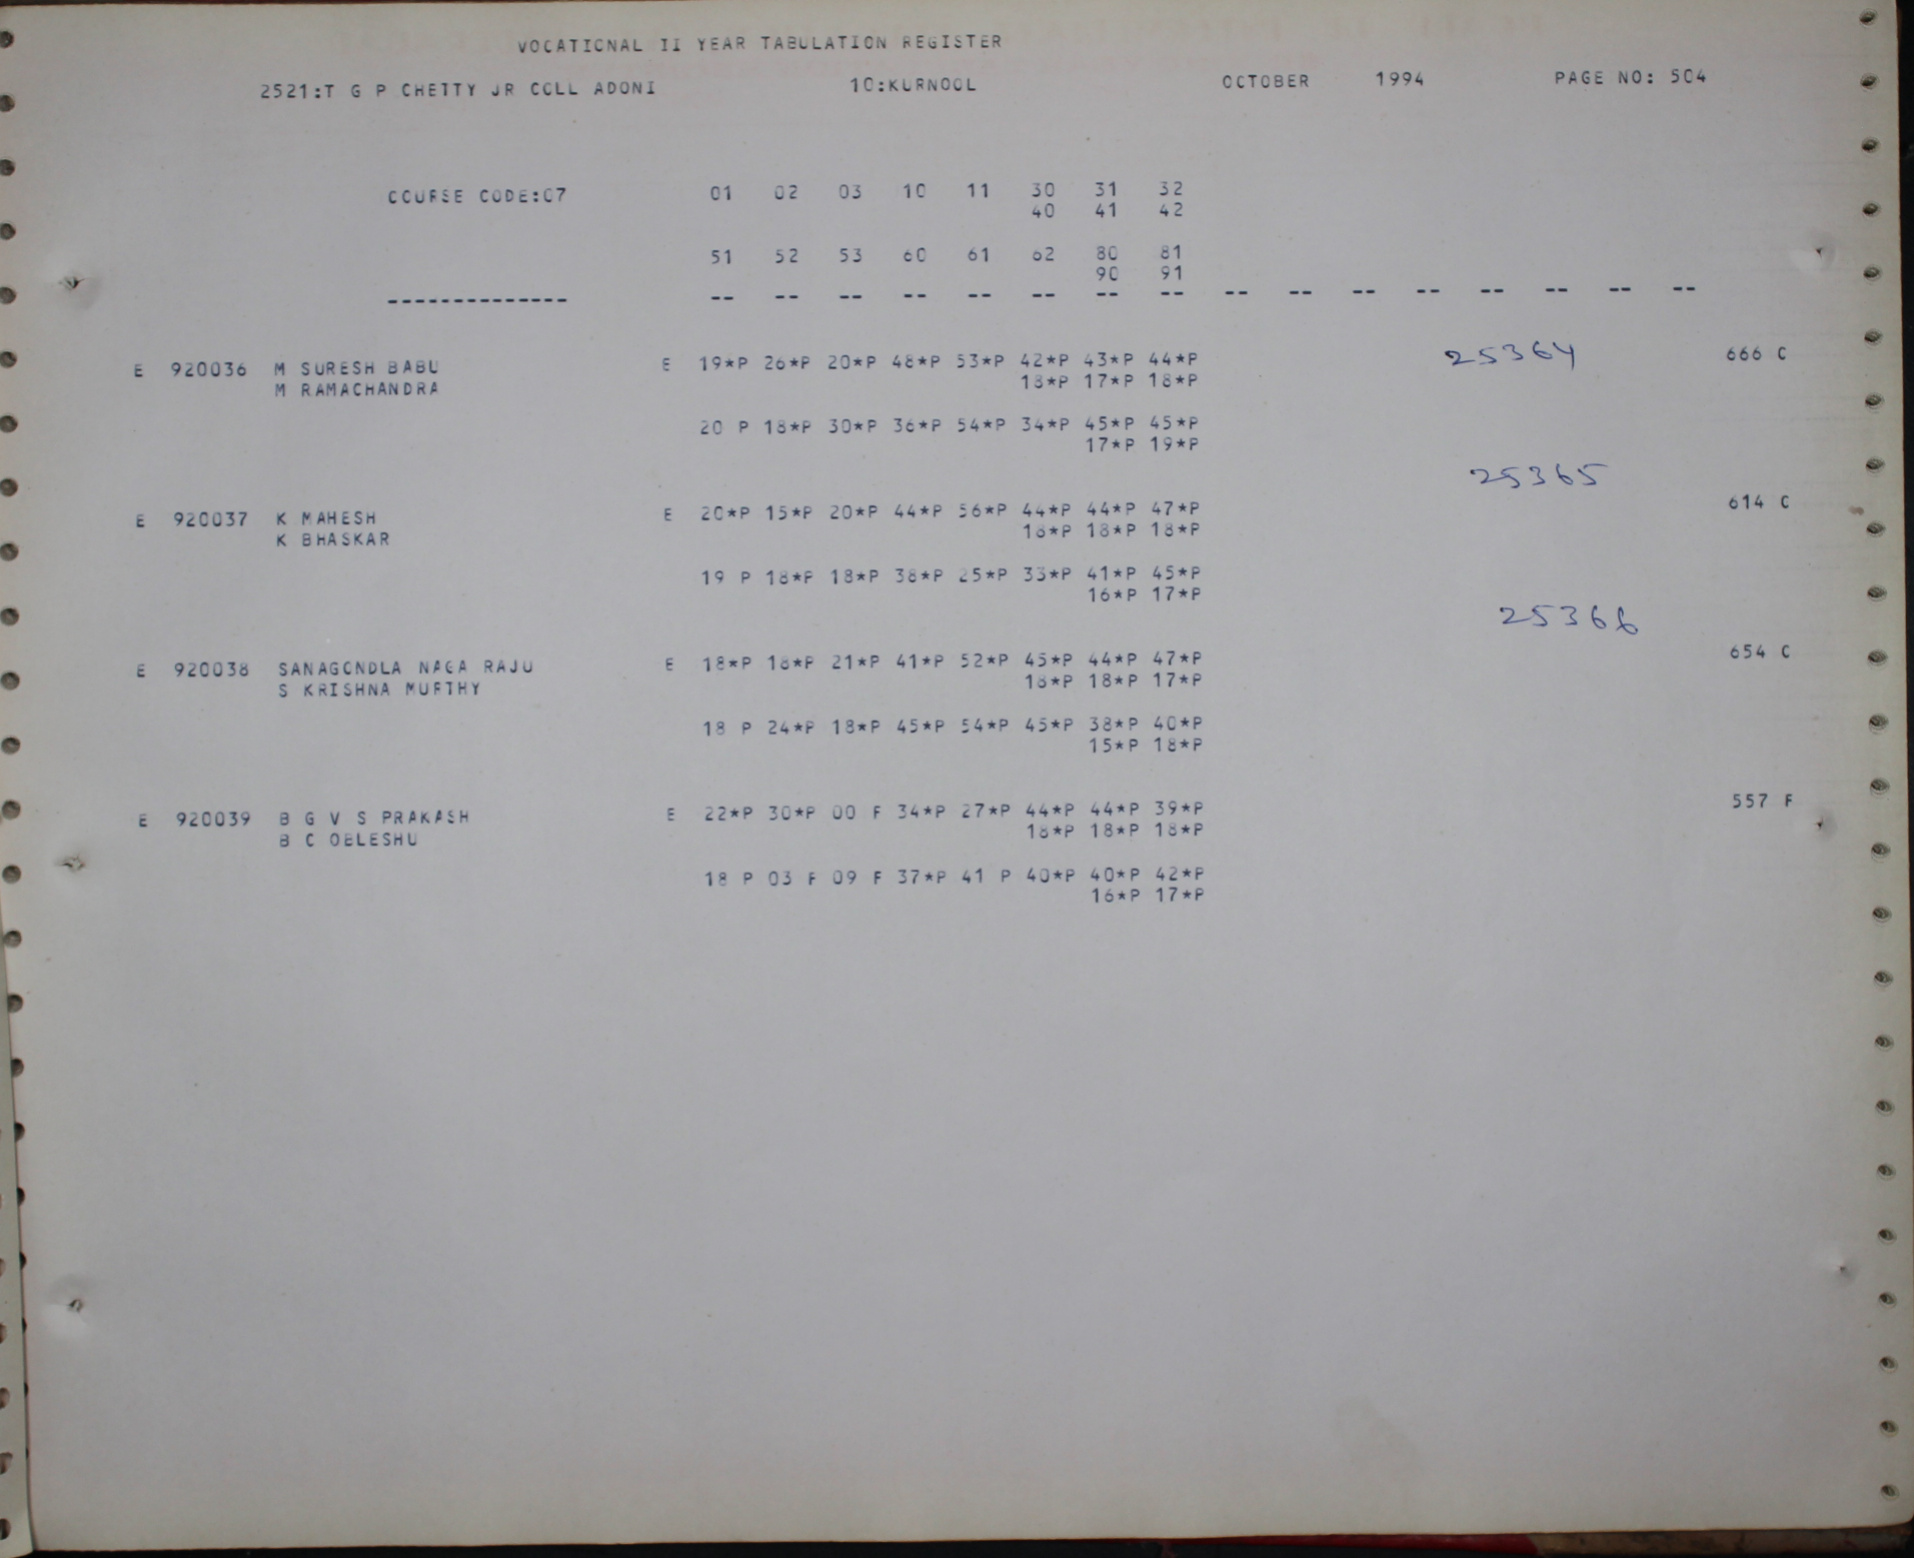 VOCATIONAL II YEAR TABULATION REGISTER
2521:T G P CHETTY JR COLL ADONI 10:KURNOOL OCTOBER 1994 PAGE NO: 504
COURSE CODE:07 01 02 03 10 11 30 31 32
40 41 42
51 52 53 60 61 62 80 81
90 91
-------------- -- -- -- -- -- -- -- -- -- -- -- -- -- -- -- --
E 920036 M SURESH BABU E 19*P 26*P 20*P 48*P 53*P 42*P 43*P 44*P 25364 666 C
M RAMACHANDRA 18*P 17*P 18*P
20 P 18*P 30*P 36*P 54*P 34*P 45*P 45*P
17*P 19*P
25365
E 920037 K MAHESH E 20*P 15*P 20*P 44*P 56*P 44*P 44*P 47*P 614 C
K BHASKAR 18*P 18*P 18*P
19 P 18*P 18*P 38*P 25*P 33*P 41*P 45*P
16*P 17*P
25366
E 920038 SANAGONDLA NAGA RAJU E 18*P 18*P 21*P 41*P 52*P 45*P 44*P 47*P 654 C
S KRISHNA MURTHY 18*P 18*P 17*P
18 P 24*P 18*P 45*P 54*P 45*P 38*P 40*P
15*P 18*P
E 920039 B G V S PRAKASH E 22*P 30*P 00 F 34*P 27*P 44*P 44*P 39*P 557 F
B C OBLESHU 18*P 18*P 18*P
18 P 03 F 09 F 37*P 41 P 40*P 40*P 42*P
16*P 17*P